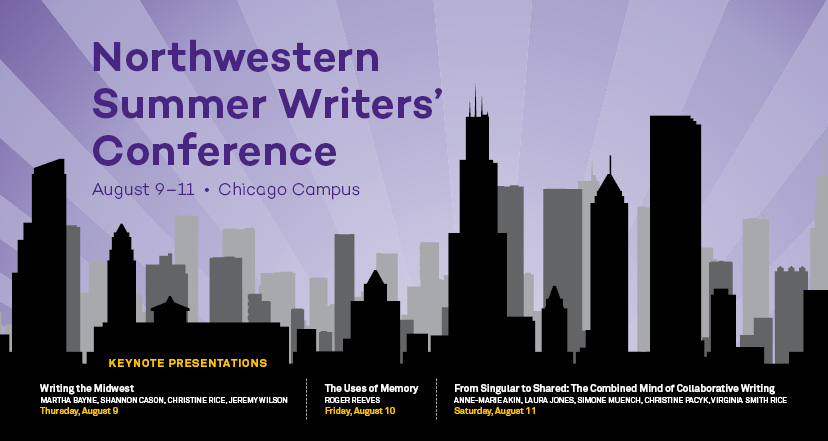 Northwestern
Summer Writers’
Conference
August 9–11 • Chicago Campus
KEYNOTE PRESENTATIONS
Writing the Midwest
MARTHA BAYNE, SHANNON CASON, CHRISTINE RICE, JEREMY WILSON
Thursday, August 9
The Uses of Memory
ROGER REEVES
Friday, August 10
From Singular to Shared: The Combined Mind of Collaborative Writing
ANNE-MARIE AKIN, LAURA JONES, SIMONE MUENCH, CHRISTINE PACYK, VIRGINIA SMITH RICE
Saturday, August 11